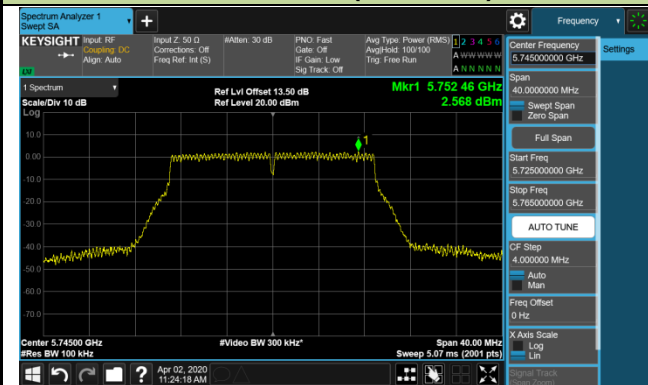 Spectrum Analyzer 1
Swept SA
Frequency
KEYSIGHT
Input: RF
Coupling: DC
Align: Auto
Input Z: 50 Ω
Corrections: Off
Freq Ref: Int (S)
#Atten: 30 dB
PNO: Fast
Gate: Off
IF Gain: Low
Sig Track: Off
Avg Type: Power (RMS)
Avg|Hold: 100/100
Trig: Free Run
1 2 3 4 5 6
A W W W W W
A N N N N N
LXI
1 Spectrum
Scale/Div 10 dB
Log
Ref Lvl Offset 13.50 dB
Ref Level 20.00 dBm
Mkr1 5.752 46 GHz
2.568 dBm
1
10.0
0.00
-10.0
-20.0
-30.0
-40.0
-50.0
-60.0
-70.0
Center 5.74500 GHz
#Res BW 100 kHz
#Video BW 300 kHz*
Span 40.00 MHz
Sweep 5.07 ms (2001 pts)
Center Frequency
5.745000000 GHz
Settings
Span
40.0000000 MHz
Swept Span
Zero Span
Full Span
Start Freq
5.725000000 GHz
Stop Freq
5.765000000 GHz
AUTO TUNE
CF Step
4.000000 MHz
Auto
Man
Freq Offset
0 Hz
X Axis Scale
Log
Lin
Signal Track
(Span Zoom)
?
Apr 02, 2020
11:24:18 AM